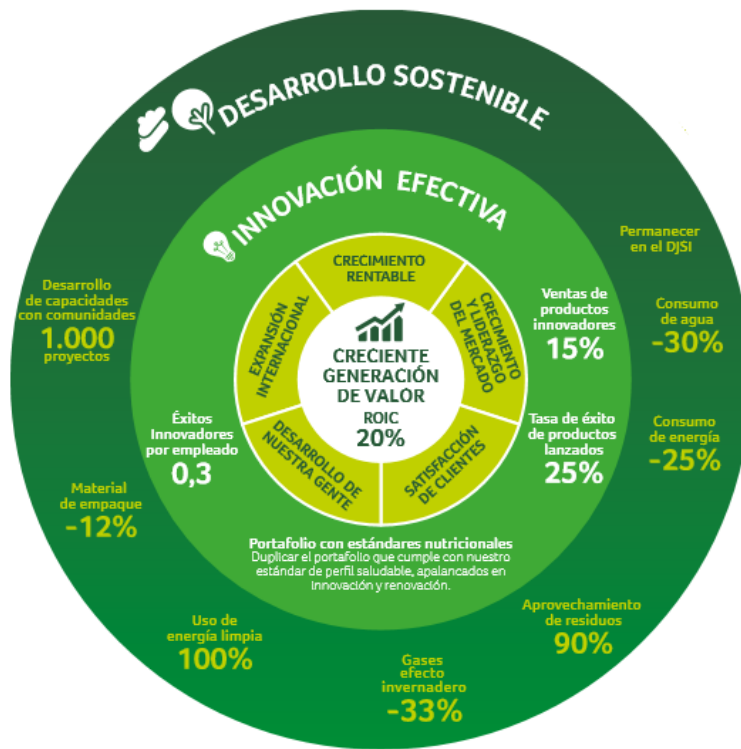 DESARROLLO SOSTENIBLE
INNOVACIÓN EFECTIVA
CRECIMIENTO
RENTABLE
CRECIMIENTO
Y LIDERAZGO
DEL MERCADO
SATISFACCIÓN
DE CLIENTES
DESARROLLO DE
NUESTRA GENTE
EXPANSIÓN
INTERNACIONAL
CRECIENTE
GENERACIÓN
DE VALOR
ROIC
20%
Ventas de
productos
innovadores
15%
Tasa de éxito
de productos
lanzados
25%
Portafolio con estándares nutricionales
Duplicar el portafolio que cumple con nuestro
estándar de perfil saludable, apalancados en
innovación y renovación.
Éxitos
Innovadores
por empleado
0,3
Permanecer
en el DJSI
Consumo
de agua
-30%
Consumo
de energía
-25%
Aprovechamiento
de residuos
90%
Gases
efecto
invernadero
-33%
Uso de
energía limpia
100%
Material
de empaque
-12%
Desarrollo
de capacidades
con comunidades
1.000
proyectos